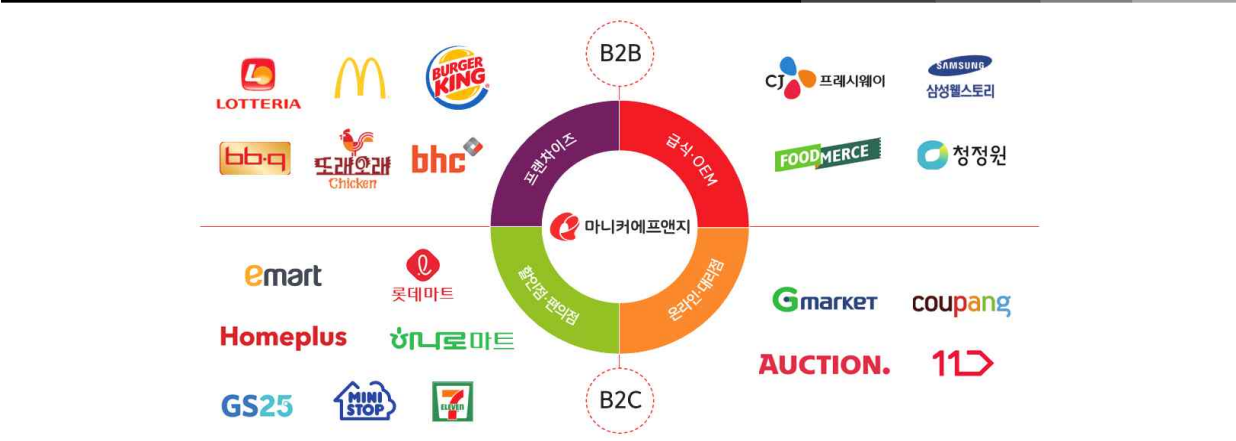 B2B
LOTTERIA
BURGER KING
bb·q
또래오래
Chicken
bhc
CJ 프레시웨이
SAMSUNG
삼성웰스토리
FOODMERCE
청정원
프랜차이즈
급식·OEM
마니커에프앤지
할인점·편의점
온라인·대리점
emart
롯데마트
Homeplus
하나로마트
GS25
MINI
STOP
7
ELEVEN
Gmarket
coupang
AUCTION.
11
B2C